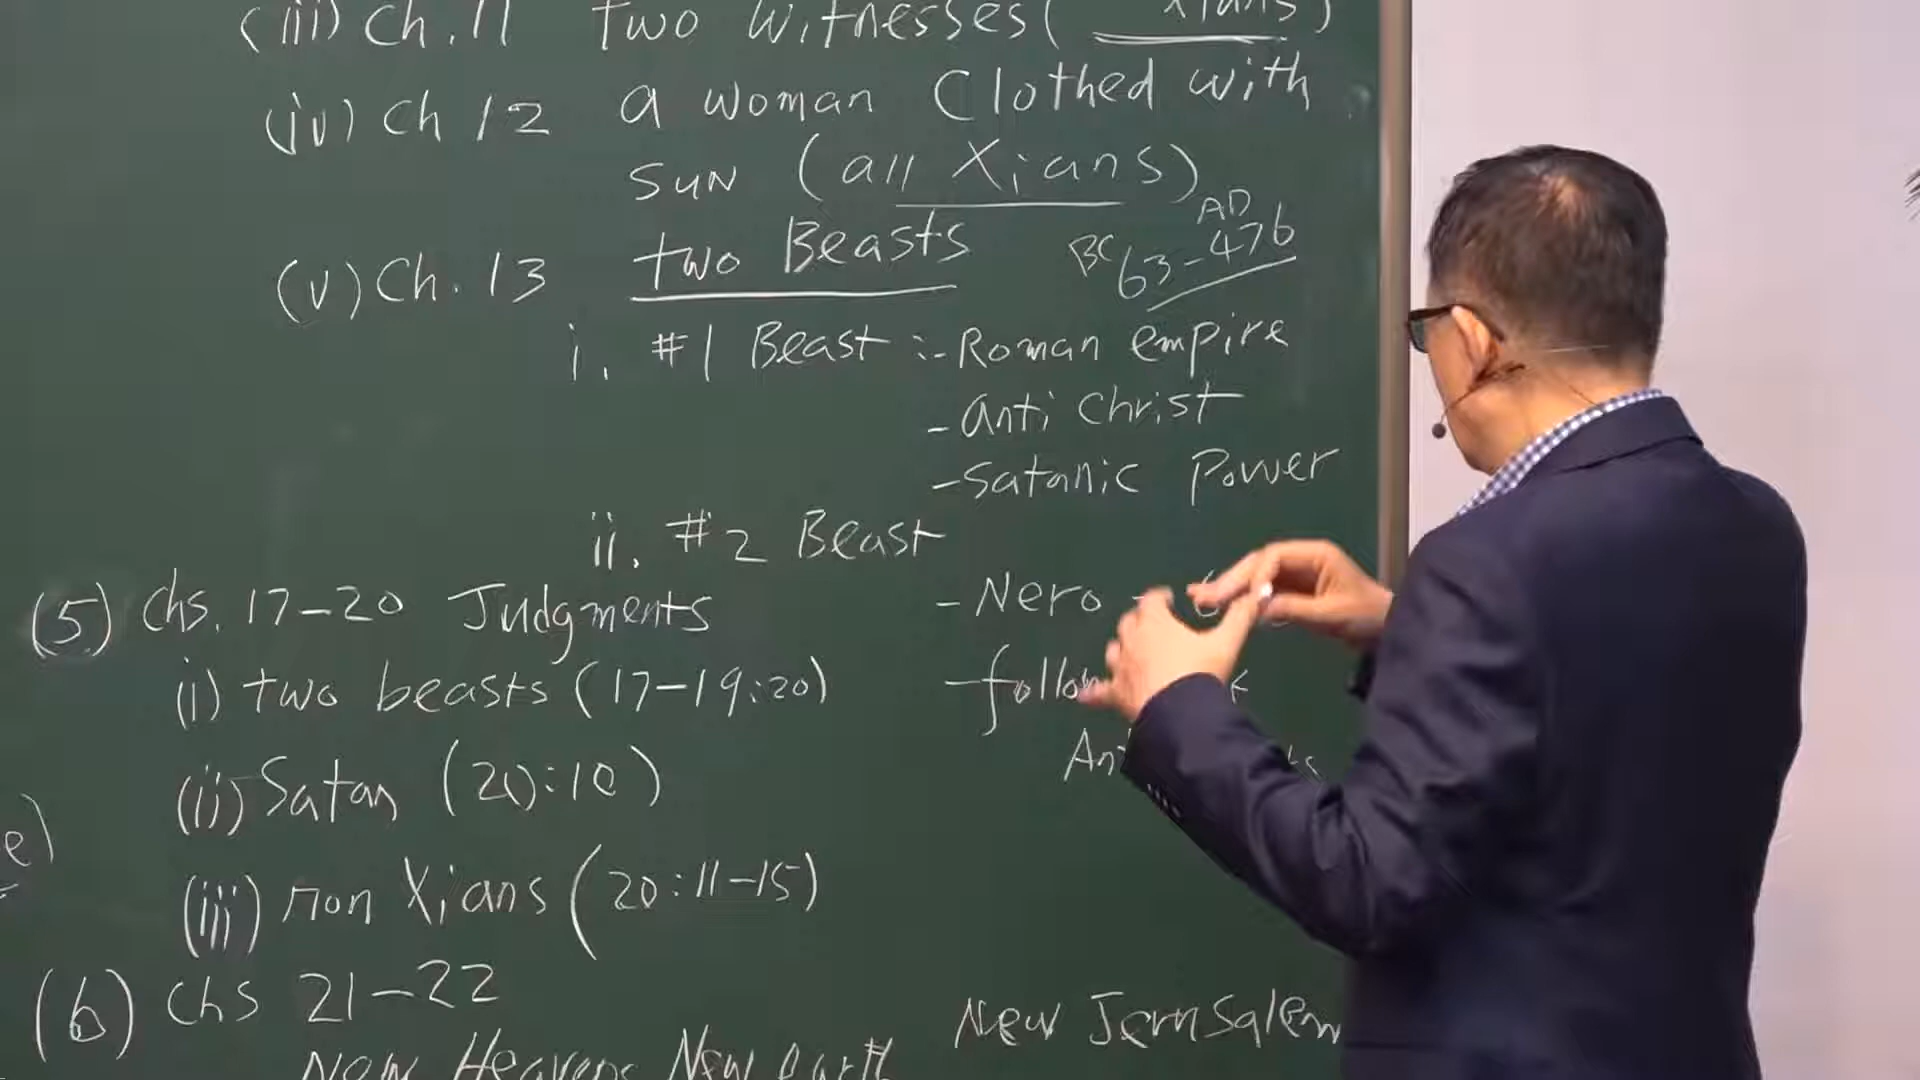 (iii) Ch. 11 two Witnesses( Xians)
(iv) Ch 12 a woman Clothed with
sun (all Xians)
(v) Ch. 13 two Beasts
BC 63-476 AD
i. #1 Beast :- Roman empire
- anti Christ
- Satanic Power
ii. #2 Beast
- Nero
(5) Chs. 17-20 Judgments
(i) two beasts (17-19:20)
(ii) Satan (20:10)
(iii) non Xians (20:11-15)
e)
(6) Chs 21-22
New Heavens New earth
New Jerusalem